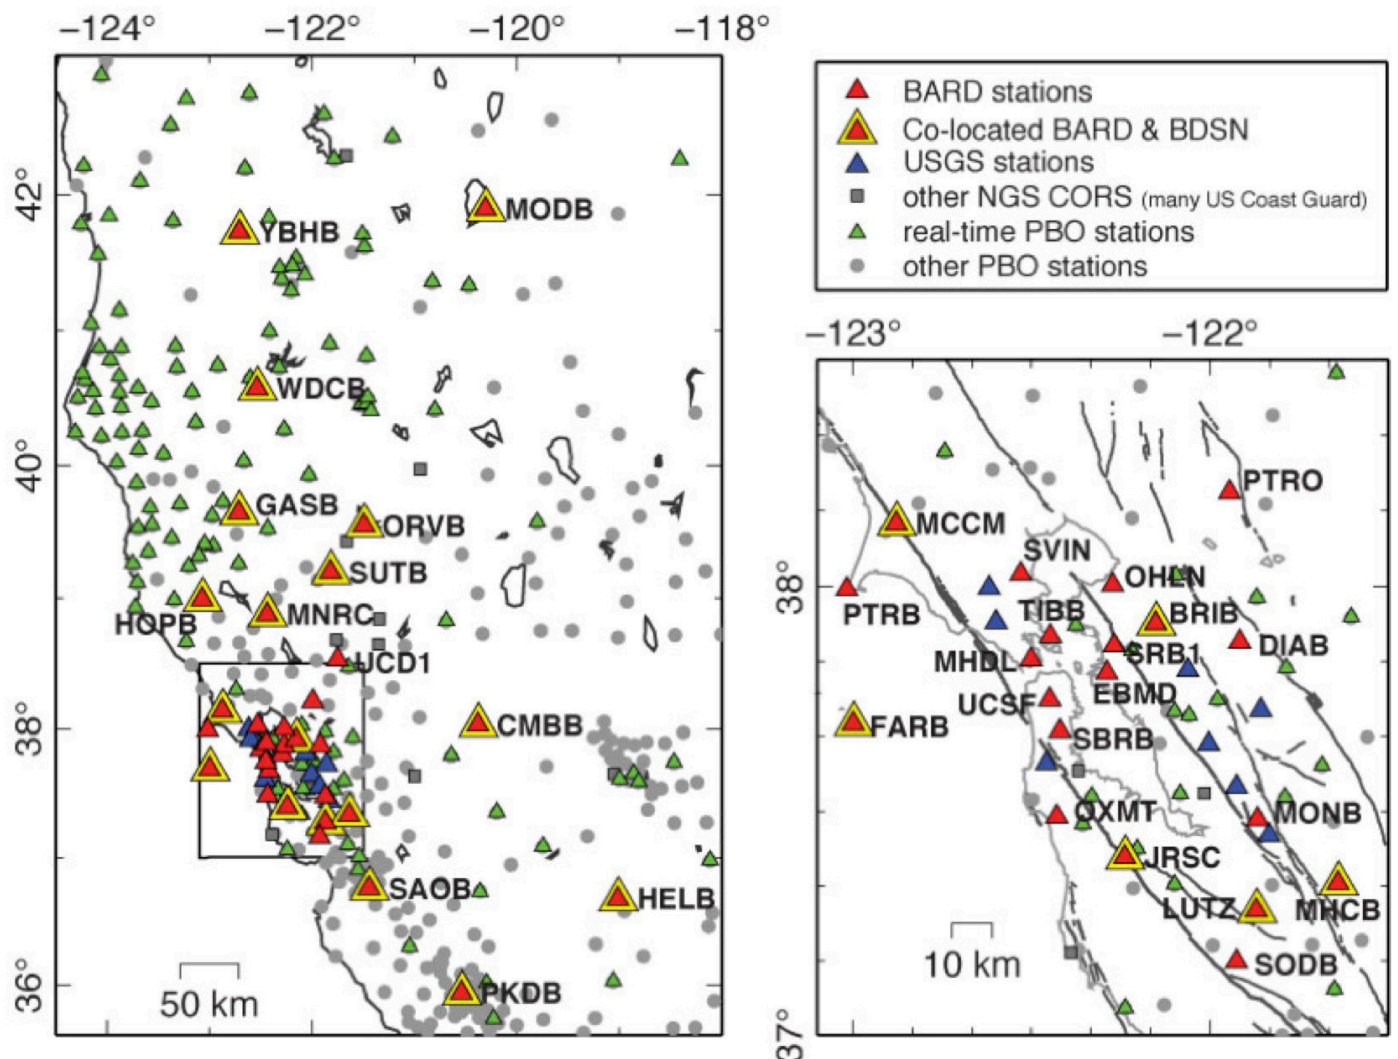 −124° −122° −120° −118°
42°
40°
38°
36°
MODB
YBHB
WDCB
GASB
ORVB
SUTB
HOPB
MNRC
UCD1
CMBB
SAOB
HELB
PKDB
50 km
BARD stations
Co-located BARD & BDSN
USGS stations
other NGS CORS (many US Coast Guard)
real-time PBO stations
other PBO stations
−123° −122°
38°
37°
PTRO
MCCM
SVIN
OHLN
PTRB
TIBB
BRIB
DIAB
MHDL
SRB1
EBMD
UCSF
FARB
SBRB
OXMT
MONB
JRSC
LUTZ
MHCB
10 km
SODB